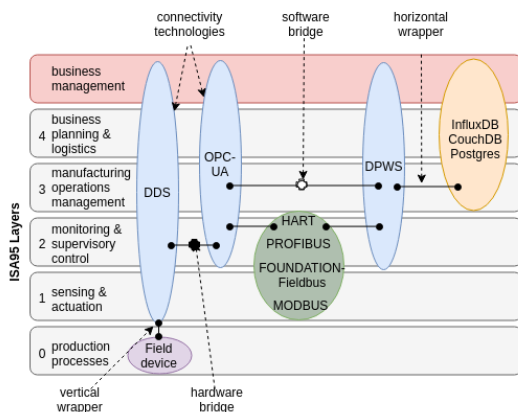 connectivity
technologies
software
bridge
horizontal
wrapper
ISA95 Layers
business
management
4 business
planning &
logistics
3 manufacturing
operations
management
2 monitoring &
supervisory
control
1 sensing &
actuation
0 production
processes
DDS
OPC-
UA
DPWS
InfluxDB
CouchDB
Postgres
HART
PROFIBUS
FOUNDATION-
Fieldbus
MODBUS
Field
device
vertical
wrapper
hardware
bridge